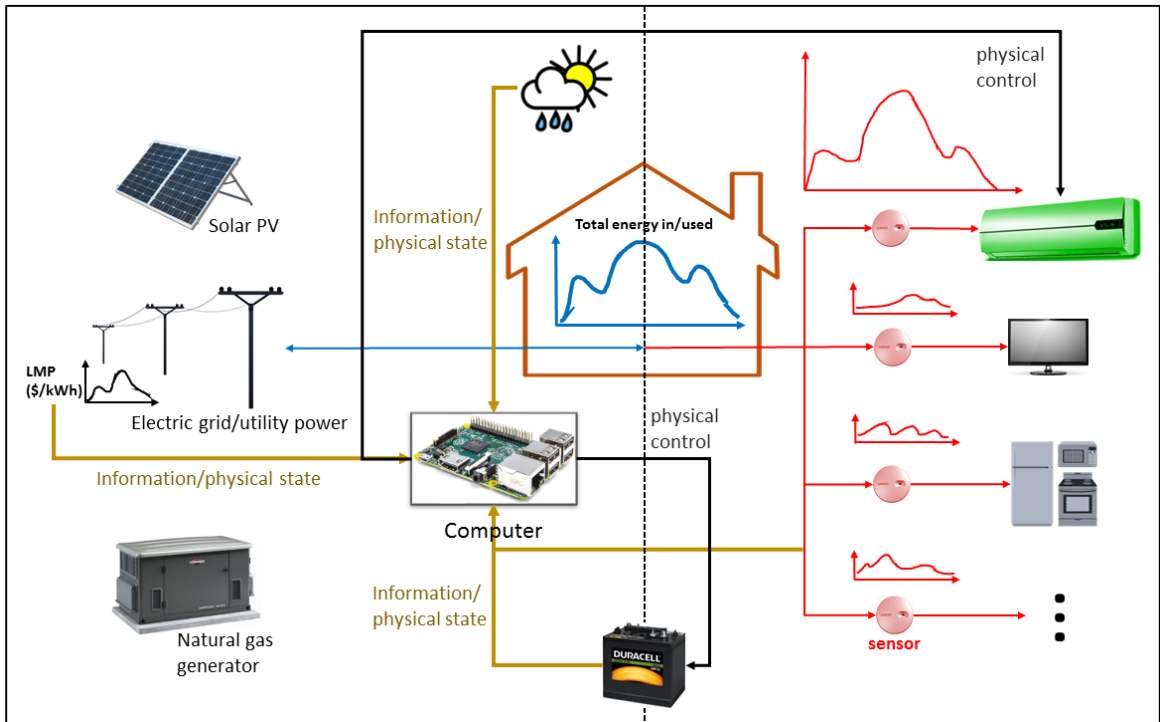 physical
control
Solar PV
Information/
physical state
Total energy in/used
LMP
($/kWh)
Electric grid/utility power
physical
control
Information/physical state
Computer
Information/
physical state
Natural gas
generator
DURACELL
sensor